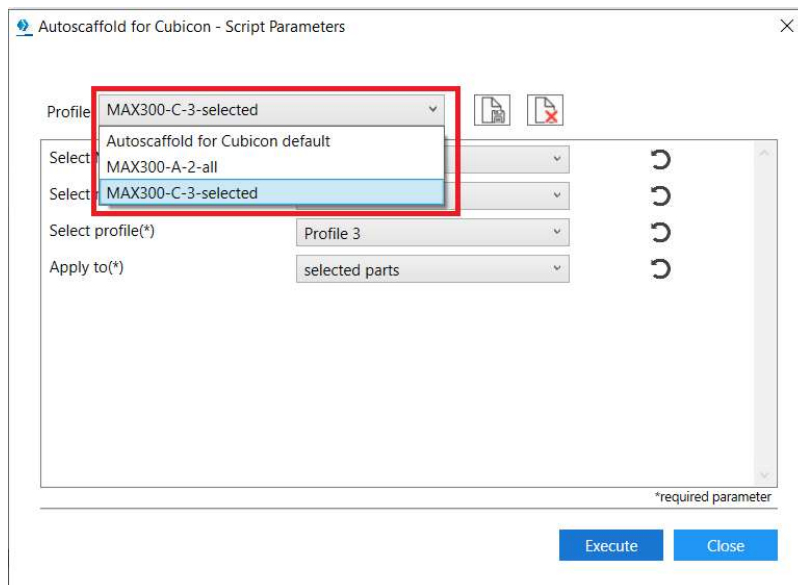 Autoscaffold for Cubicon - Script Parameters
Profile MAX300-C-3-selected
Autoscaffold for Cubicon default
MAX300-A-2-all
MAX300-C-3-selected
Select
Select
Select profile(*) Profile 3
Apply to(*) selected parts
*required parameter
Execute Close